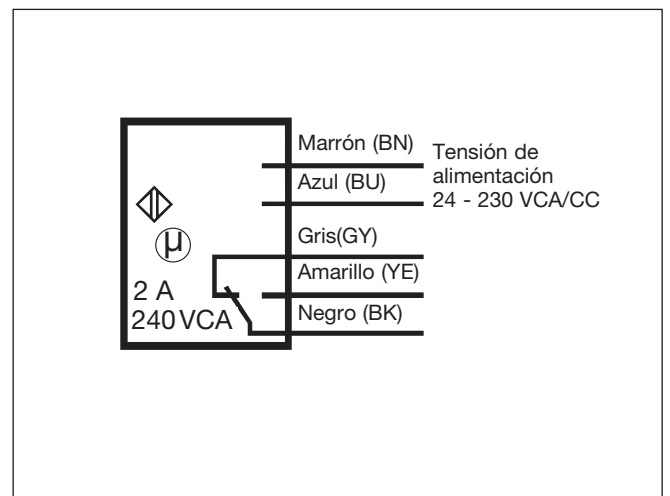 Marrón (BN)
Azul (BU)
Tensión de
alimentación
24 - 230 VCA/CC
Gris(GY)
Amarillo (YE)
Negro (BK)
μ
2 A
240 VCA